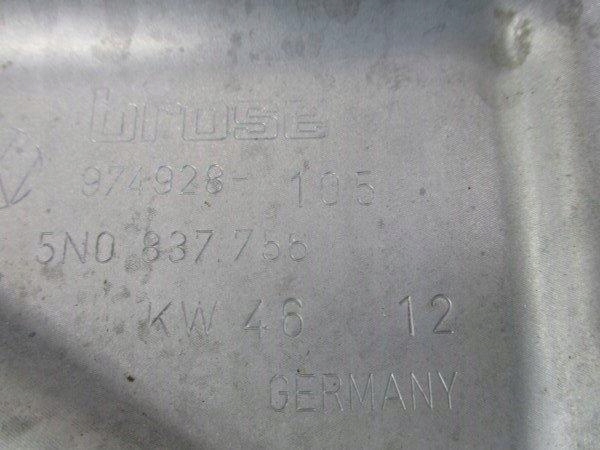 brose
974928- 105
5N0 837.756
KW 46 12
GERMANY